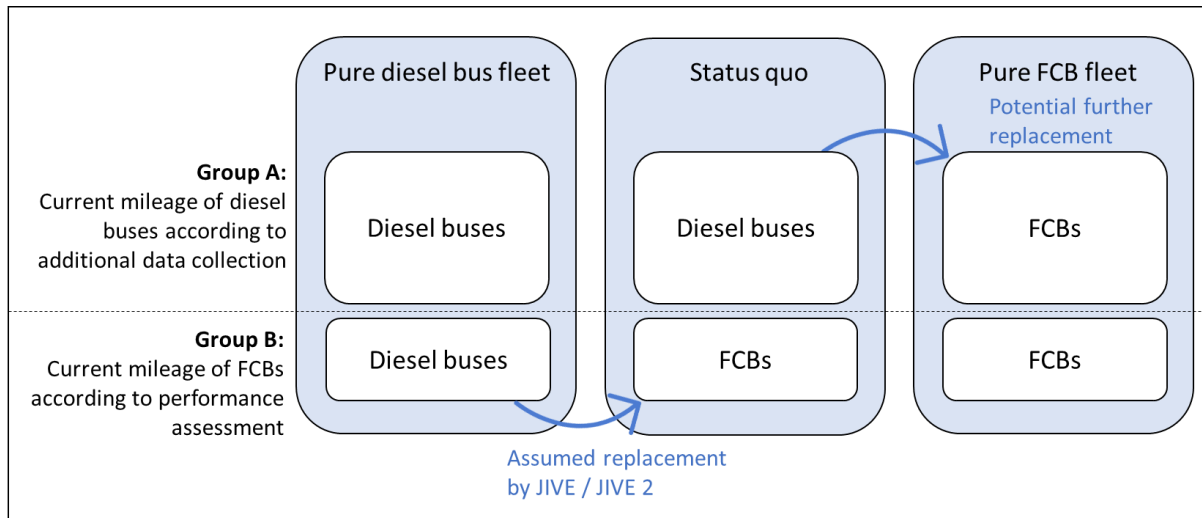 Pure diesel bus fleet
Status quo
Pure FCB fleet
Potential further
replacement
Group A:
Current mileage of diesel
buses according to
additional data collection
Diesel buses
Diesel buses
FCBs
Group B:
Current mileage of FCBs
according to performance
assessment
Diesel buses
FCBs
FCBs
Assumed replacement
by JIVE / JIVE 2